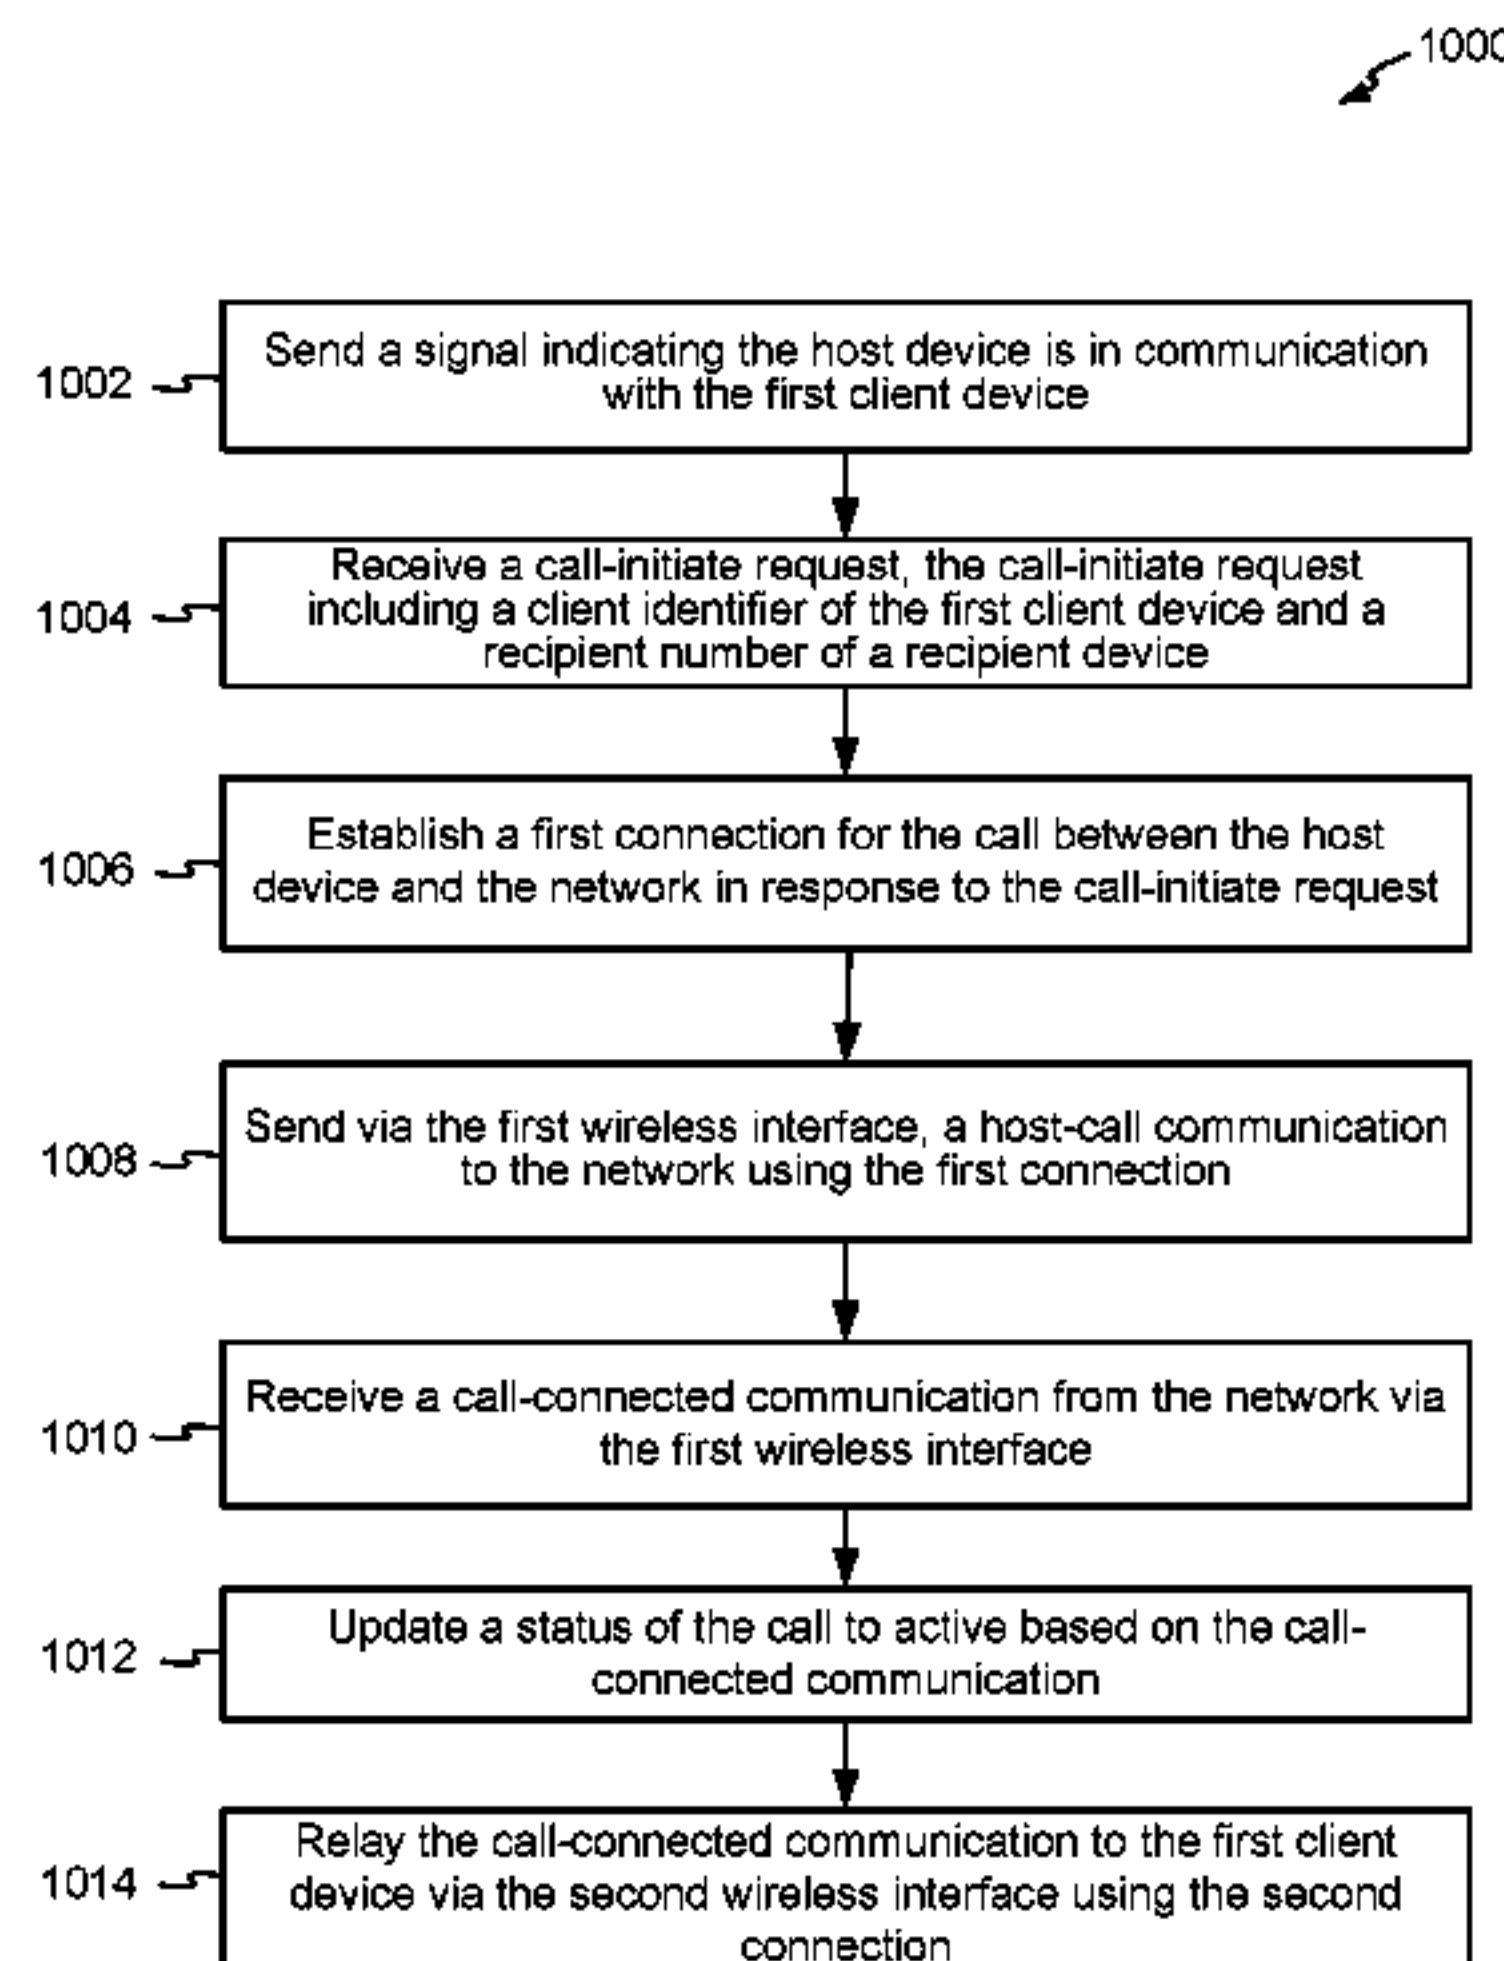 1000
1002
Send a signal indicating the host device is in communication
with the first client device
1004
Receive a call-initiate request, the call-initiate request
including a client identifier of the first client device and a
recipient number of a recipient device
1006
Establish a first connection for the call between the host
device and the network in response to the call-initiate request
1008
Send via the first wireless interface, a host-call communication
to the network using the first connection
1010
Receive a call-connected communication from the network via
the first wireless interface
1012
Update a status of the call to active based on the call-
connected communication
1014
Relay the call-connected communication to the first client
device via the second wireless interface using the second
connection